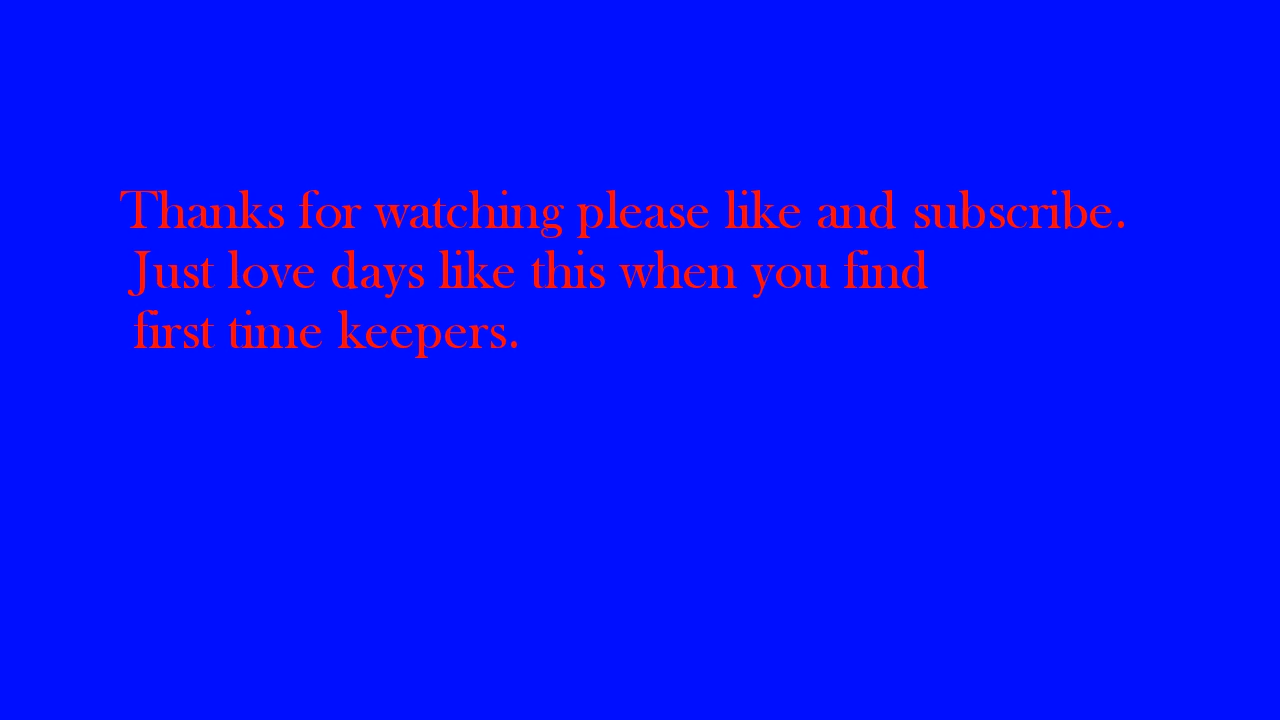 Thanks for watching please like and subscribe.
Just love days like this when you find
first time keepers.